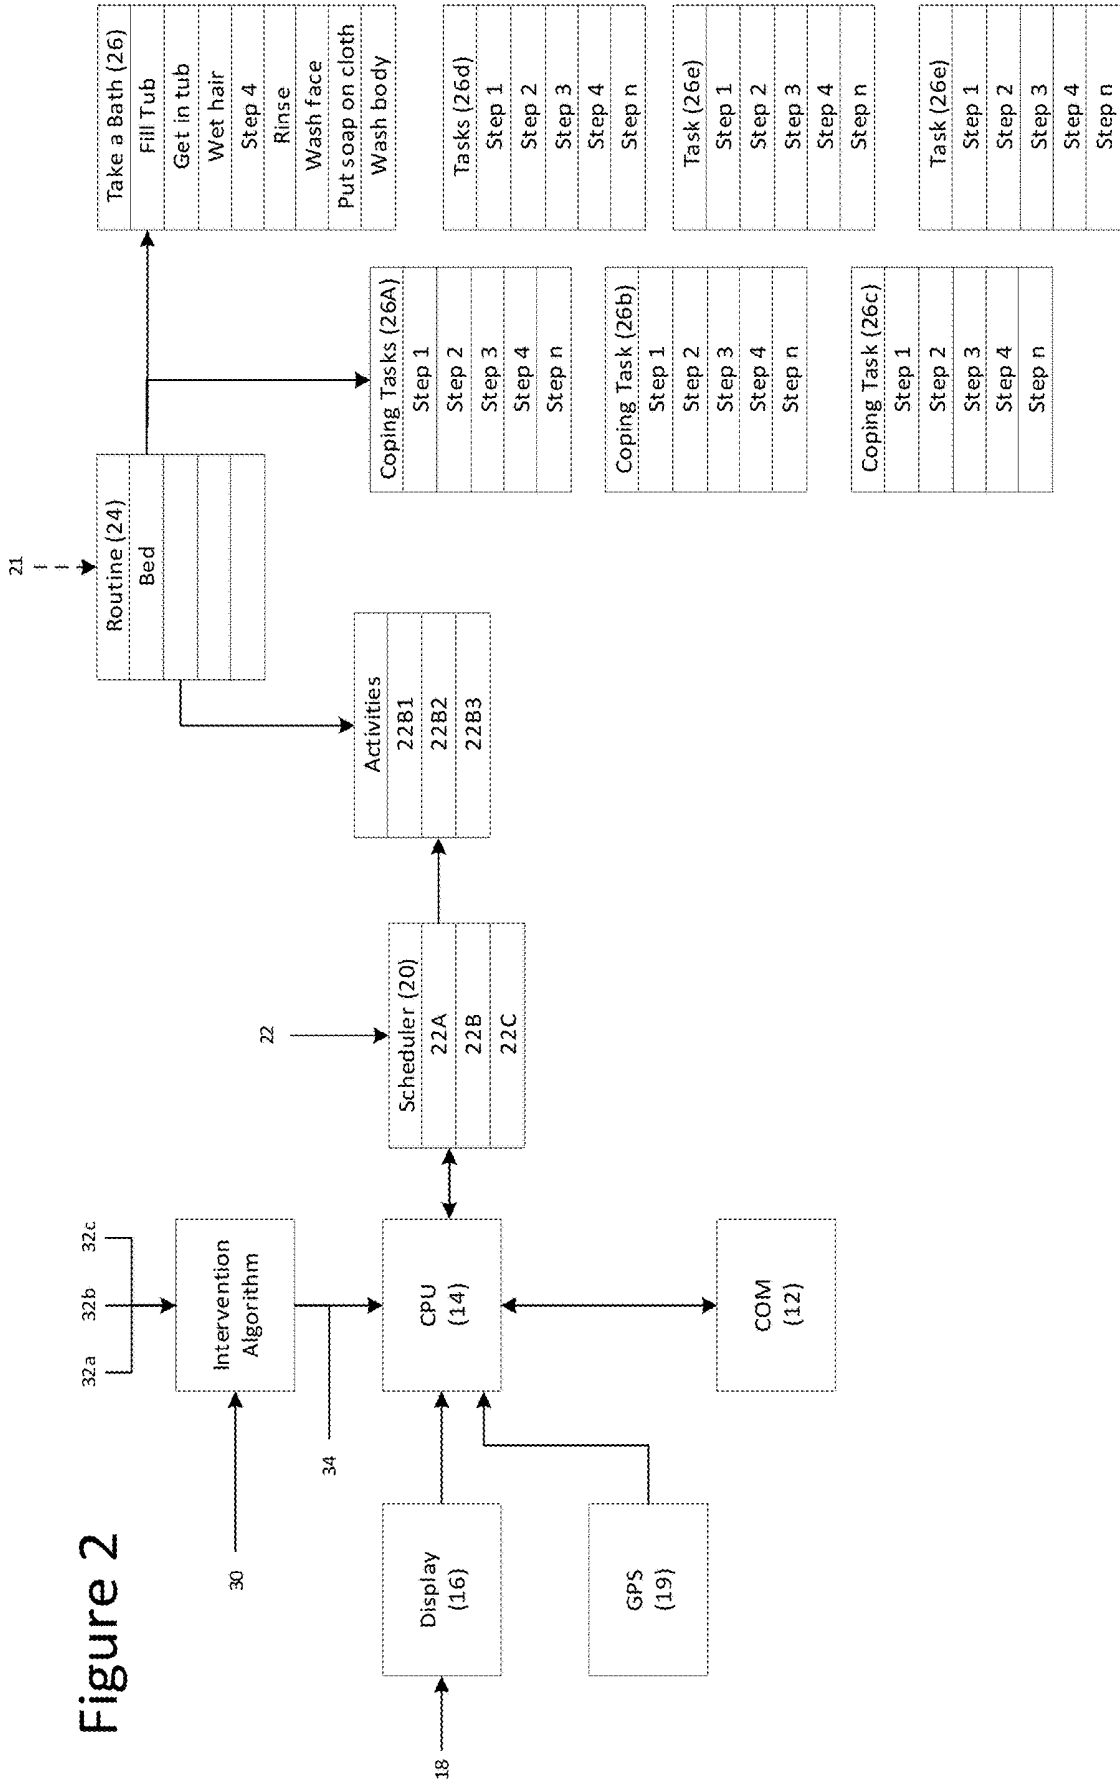 Figure 2
18
Display
(16)
GPS
(19)
30
34
32a
32b
32c
Intervention
Algorithm
CPU
(14)
COM
(12)
22
Scheduler (20)
22A
22B
22C
Activities
22B1
22B2
22B3
21
Routine (24)
Bed
Coping Tasks (26A)
Step 1
Step 2
Step 3
Step 4
Step n
Coping Task (26b)
Step 1
Step 2
Step 3
Step 4
Step n
Coping Task (26c)
Step 1
Step 2
Step 3
Step 4
Step n
Take a Bath (26)
Fill Tub
Get in tub
Wet hair
Step 4
Rinse
Wash face
Put soap on cloth
Wash body
Tasks (26d)
Step 1
Step 2
Step 3
Step 4
Step n
Task (26e)
Step 1
Step 2
Step 3
Step 4
Step n
Task (26e)
Step 1
Step 2
Step 3
Step 4
Step n